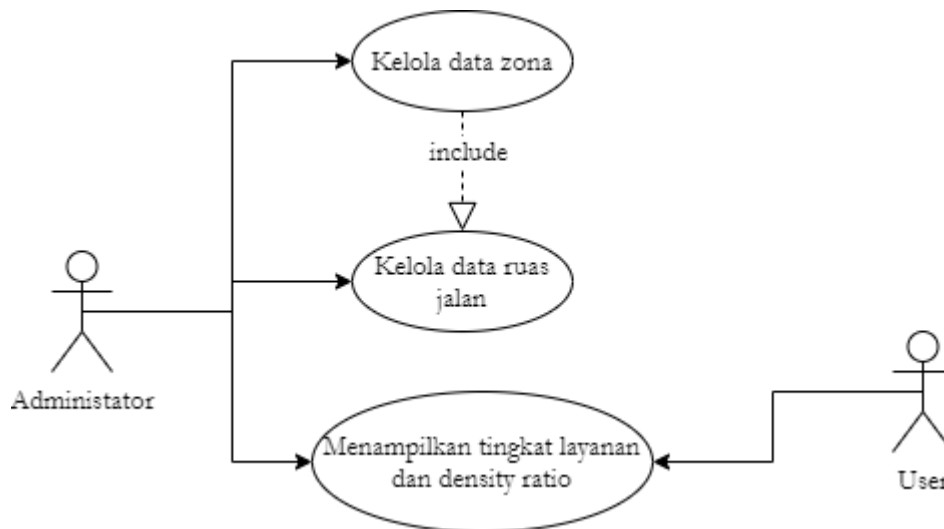 Kelola data zona
include
Kelola data ruas
jalan
Administator
Menampilkan tingkat layanan
dan density ratio
User